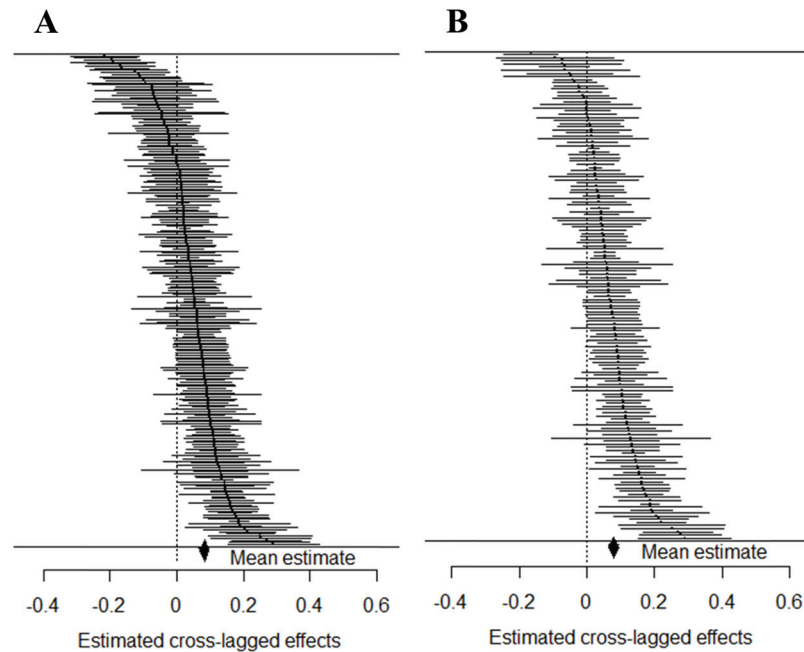 A B
Mean estimate Mean estimate
-0.4 -0.2 0 0.2 0.4 0.6 -0.4 -0.2 0 0.2 0.4 0.6
Estimated cross-lagged effects Estimated cross-lagged effects